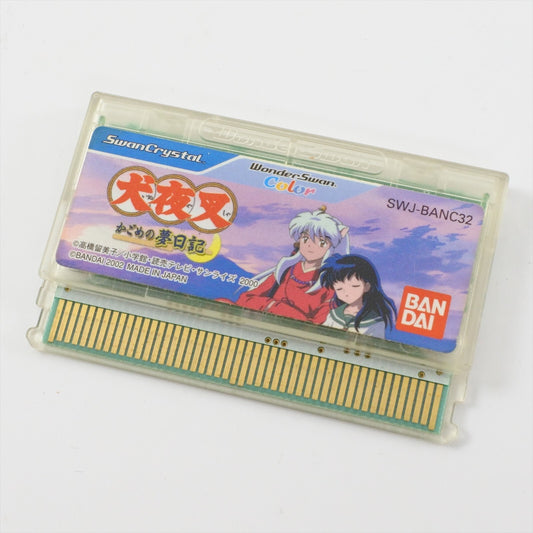 SwanCrystal
WonderSwan
Color
SWJ-BANC32
犬夜叉
かごめの夢日記
©高橋留美子/小学館・読売テレビ・サンライズ 2000
©BANDAI 2002 MADE IN JAPAN
BAN
DAI